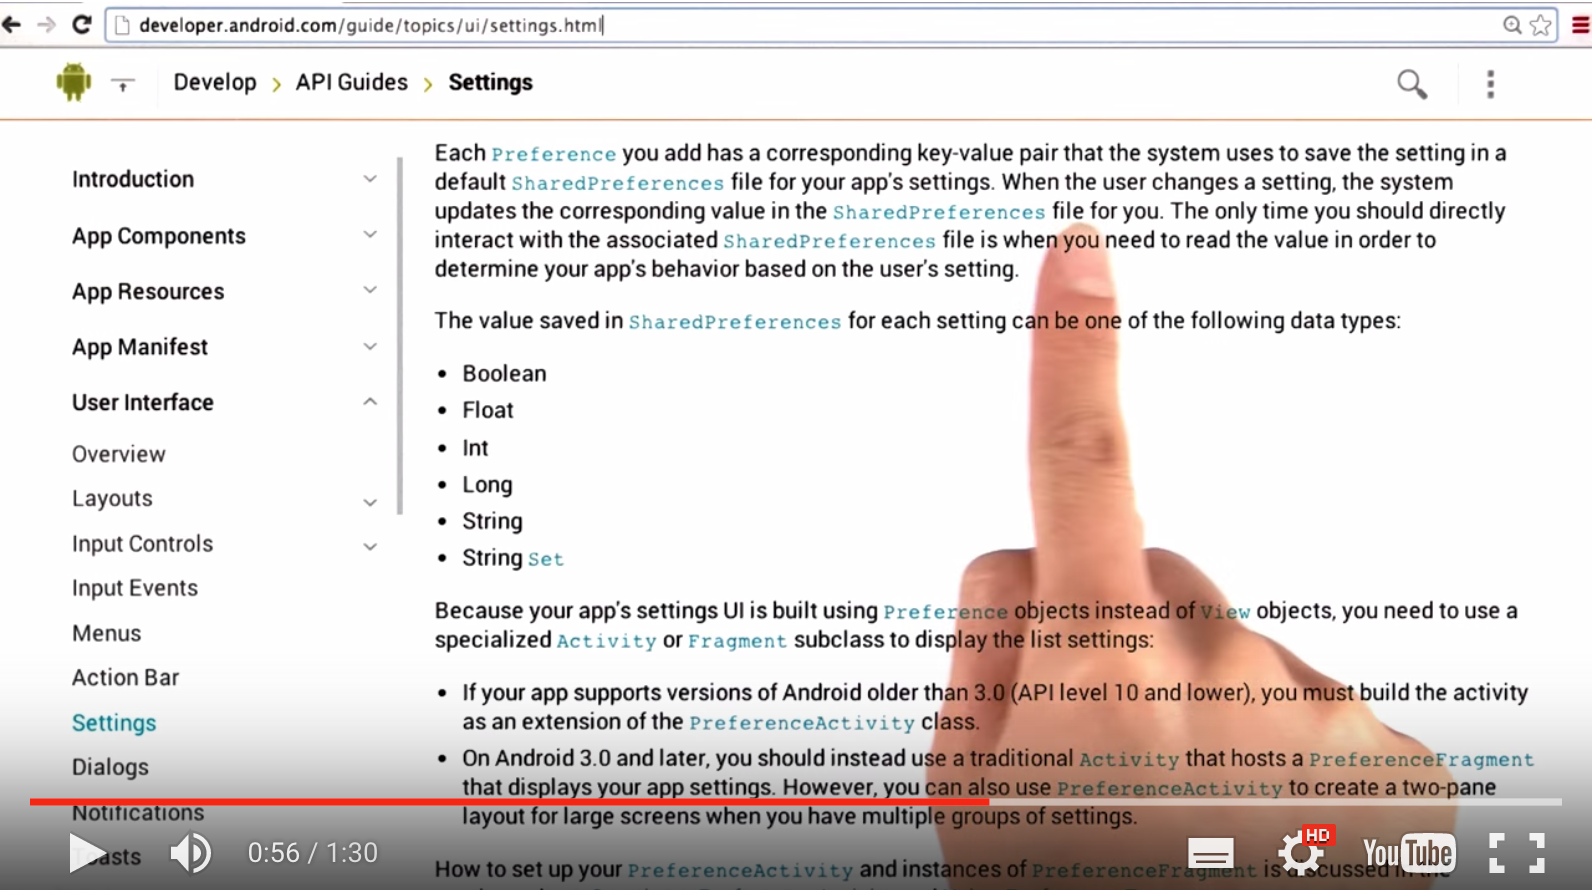 developer.android.com/guide/topics/ui/settings.html
Develop > API Guides > Settings
Introduction
App Components
App Resources
App Manifest
User Interface
Overview
Layouts
Input Controls
Input Events
Menus
Action Bar
Settings
Dialogs
Notifications
Toasts
Each Preference you add has a corresponding key-value pair that the system uses to save the setting in a
default SharedPreferences file for your app's settings. When the user changes a setting, the system
updates the corresponding value in the SharedPreferences file for you. The only time you should directly
interact with the associated SharedPreferences file is when you need to read the value in order to
determine your app's behavior based on the user's setting.
The value saved in SharedPreferences for each setting can be one of the following data types:
• Boolean
• Float
• Int
• Long
• String
• String Set
Because your app's settings UI is built using Preference objects instead of View objects, you need to use a
specialized Activity or Fragment subclass to display the list settings:
• If your app supports versions of Android older than 3.0 (API level 10 and lower), you must build the activity
as an extension of the PreferenceActivity class.
• On Android 3.0 and later, you should instead use a traditional Activity that hosts a PreferenceFragment
that displays your app settings. However, you can also use PreferenceActivity to create a two-pane
layout for large screens when you have multiple groups of settings.
How to set up your PreferenceActivity and instances of PreferenceFragment is discussed in the
0:56 / 1:30
HD
YouTube